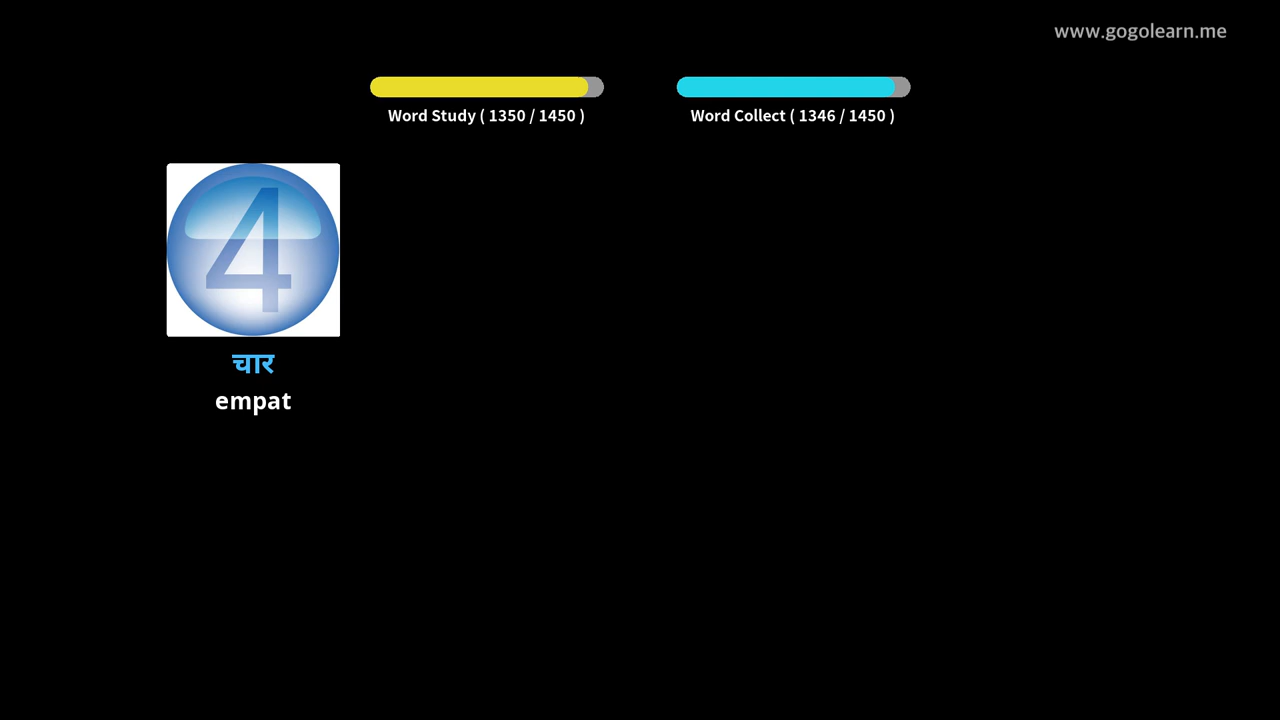 www.gogolearn.me
Word Study ( 1350 / 1450 )
Word Collect ( 1346 / 1450 )
4
चार
empat